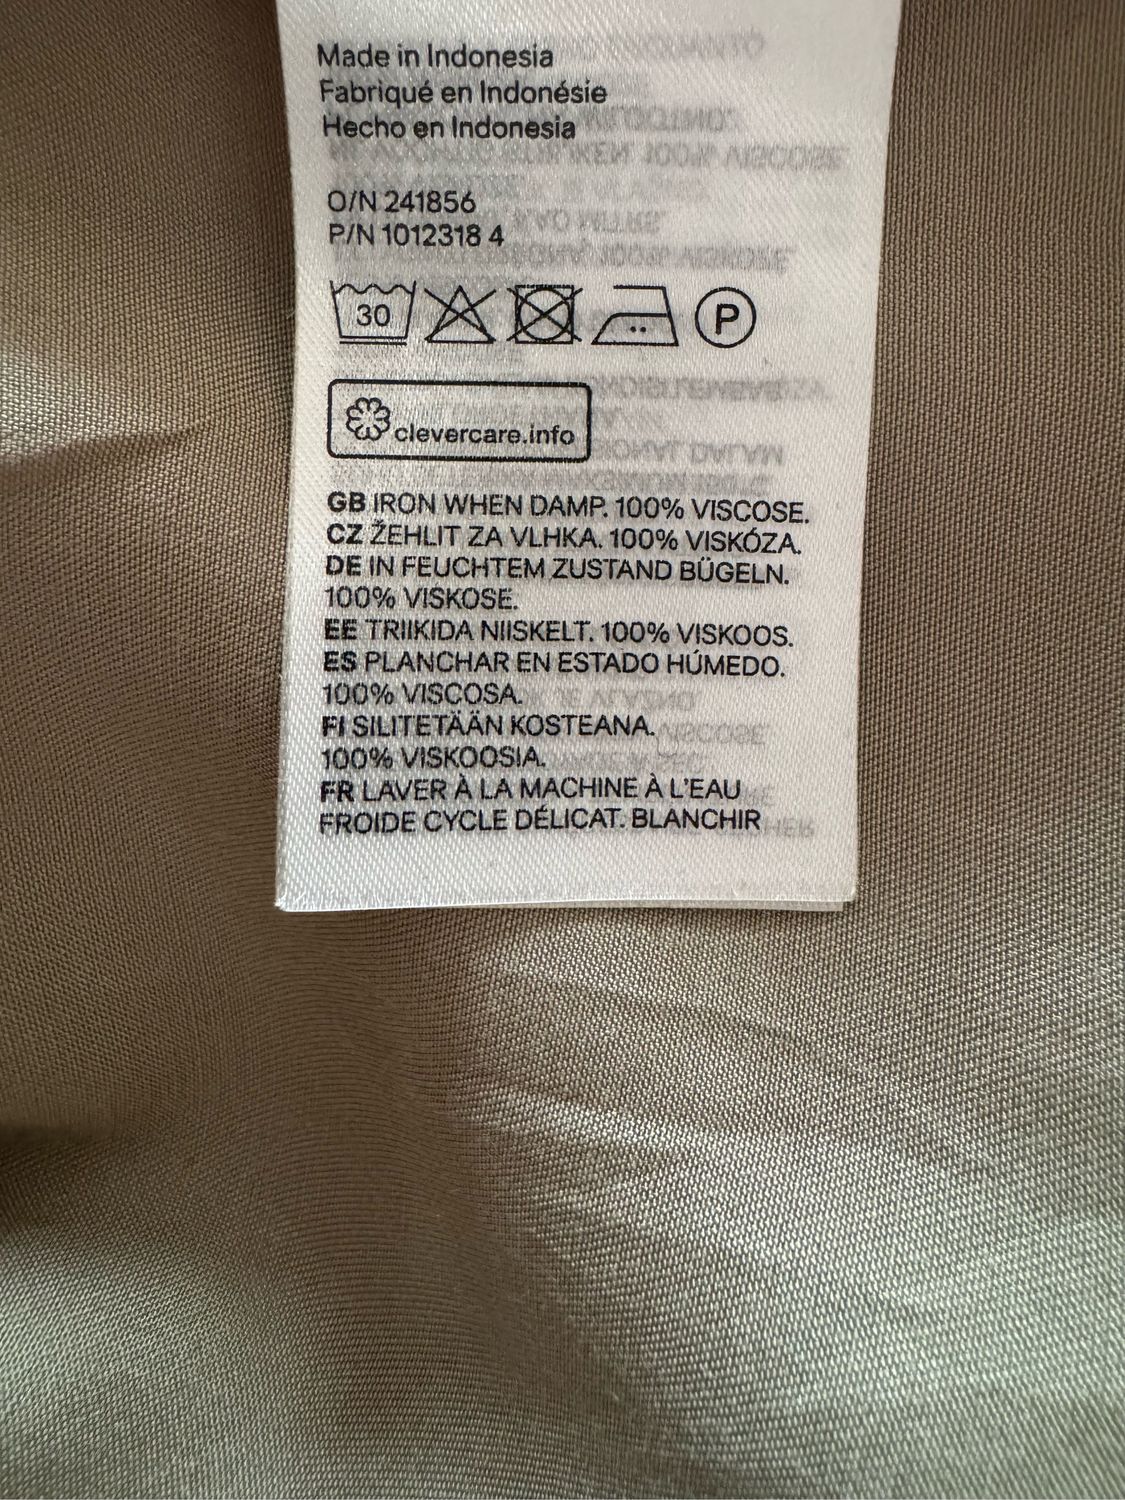 Made in Indonesia
Fabriqué en Indonésie
Hecho en Indonesia
O/N 241856
P/N 1012318 4
30
P
clevercare.info
GB IRON WHEN DAMP. 100% VISCOSE.
CZ ŽEHLIT ZA VLHKA. 100% VISKÓZA.
DE IN FEUCHTEM ZUSTAND BÜGELN.
100% VISKOSE.
EE TRIIKIDA NIISKELT. 100% VISKOOS.
ES PLANCHAR EN ESTADO HÚMEDO.
100% VISCOSA.
FI SILITETÄÄN KOSTEANA.
100% VISKOOSIA.
FR LAVER À LA MACHINE À L'EAU
FROIDE CYCLE DÉLICAT. BLANCHIR